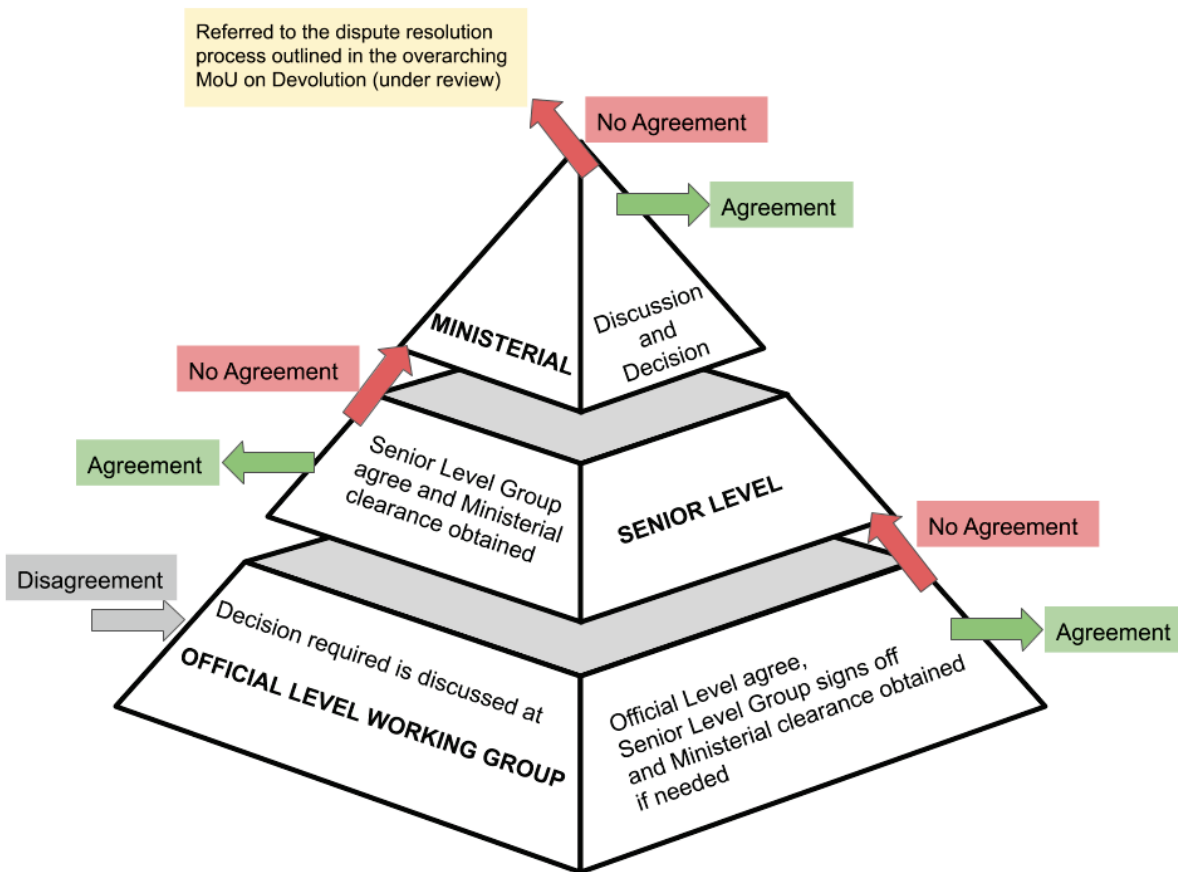 Referred to the dispute resolution
process outlined in the overarching
MoU on Devolution (under review)
No Agreement
Agreement
MINISTERIAL
Discussion
and
Decision
No Agreement
Agreement
Senior Level Group
agree and Ministerial
clearance obtained
SENIOR LEVEL
No Agreement
Disagreement
Agreement
Decision required is discussed at
OFFICIAL LEVEL WORKING GROUP
Official Level agree,
Senior Level Group signs off
and Ministerial clearance obtained
if needed